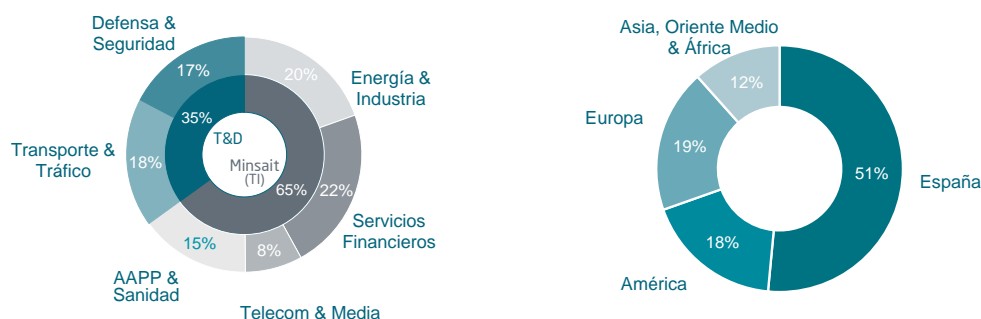 Defensa &
Seguridad
17%
20%
Energía &
Industria
35%
T&D
Transporte &
Tráfico
18%
Minsait
(TI)
65%
22%
Servicios
Financieros
15%
8%
AAPP &
Sanidad
Telecom & Media
Asia, Oriente Medio
& África
12%
Europa
19%
51%
España
18%
América